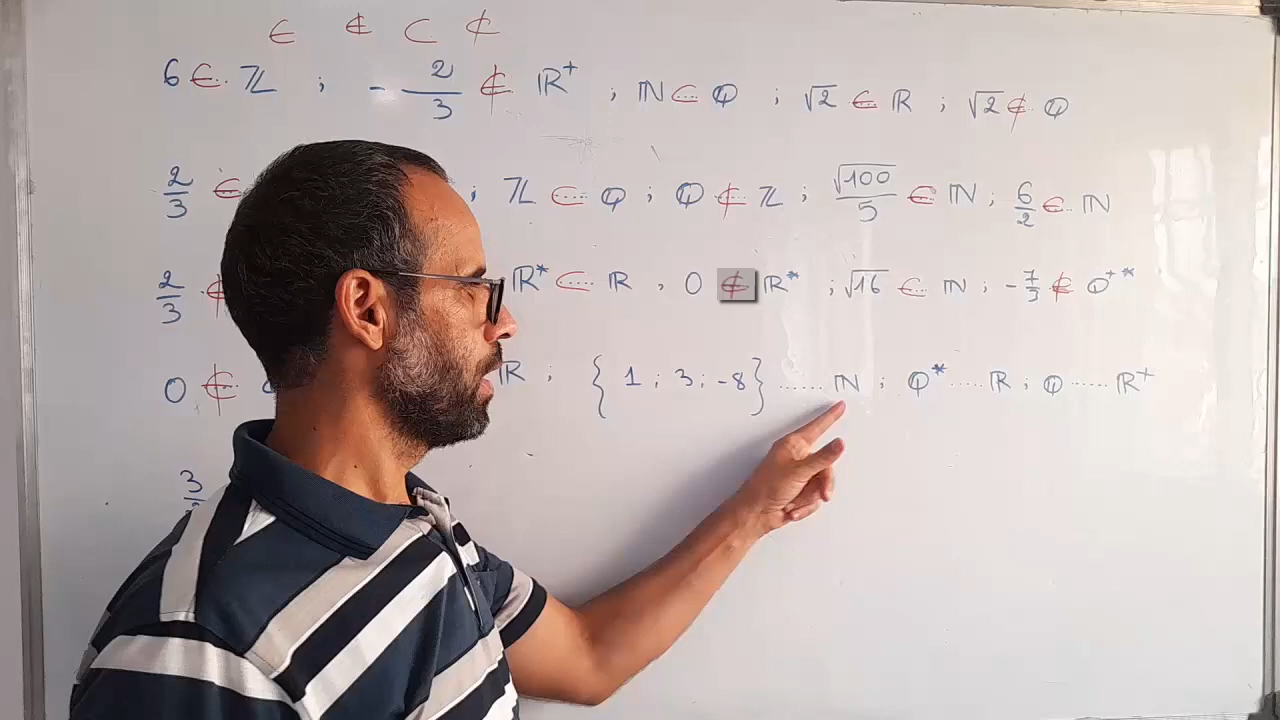 ∈ ∉ ⊂ ⊄
6 ∈.. ℤ ; - 2/3 ∉.. ℝ⁺ ; ℕ ⊂... ℚ ; √2 ∈.. ℝ ; √2 ∉.. ℚ
2/3 ∈ ; ℤ ⊂... ℚ ; ℚ ⊄.. ℤ ; √100/5 ∈... ℕ ; 6/2 ∈.. ℕ
2/3 ℝ* ⊂... ℝ , 0 ∉ ℝ* ; √16 ∈.. ℕ ; - 7/3 ∉ ℚ⁺*
0 ∉ ℝ ; { 1 ; 3 ; -8 } ...... ℕ ; ℚ* ..... ℝ ; ℚ ...... ℝ⁺
3